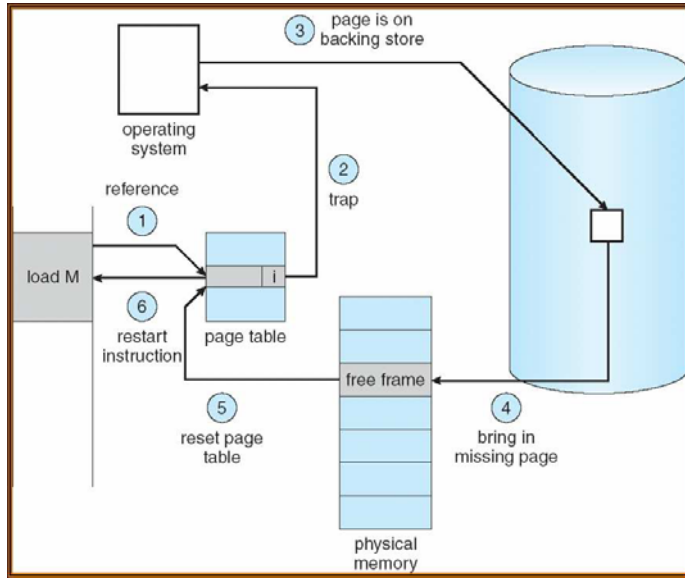 3
page is on
backing store
operating
system
2
trap
reference
1
load M
i
6
restart
instruction
page table
free frame
5
reset page
table
4
bring in
missing page
physical
memory